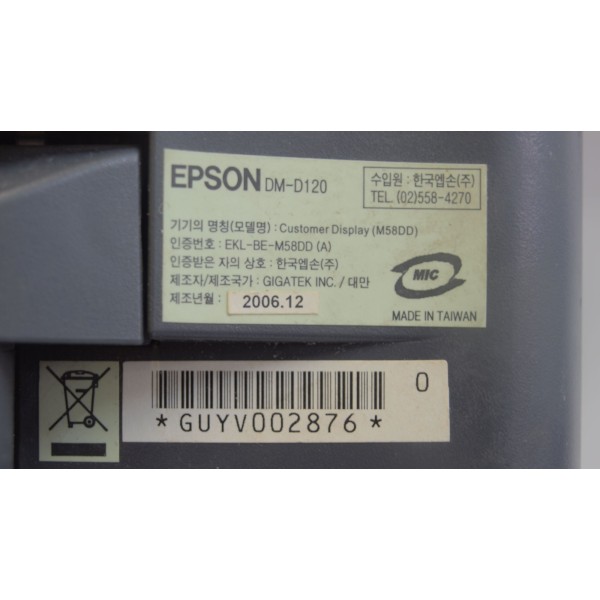 EPSON DM-D120
수입원 : 한국엡손(주)
TEL. (02)558-4270
기기의 명칭(모델명) : Customer Display (M58DD)
인증번호 : EKL-BE-M58DD (A)
인증받은 자의 상호 : 한국엡손(주)
제조자/제조국가 : GIGATEK INC. / 대만
제조년월 : 2006.12
MIC
MADE IN TAIWAN
0
*GUYV002876*